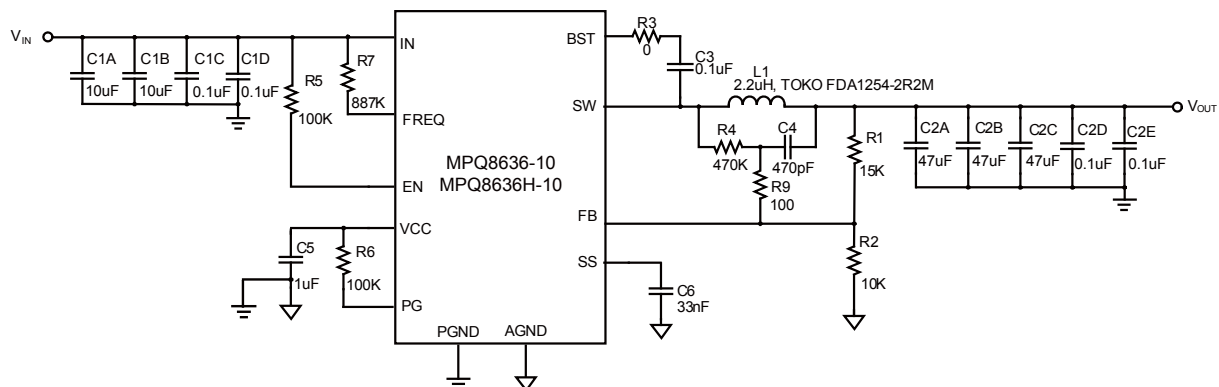 V_IN
C1A
10uF
C1B
10uF
C1C
0.1uF
C1D
0.1uF
R5
100K
R7
887K
IN
FREQ
EN
VCC
PG
PGND
AGND
BST
SW
FB
SS
MPQ8636-10
MPQ8636H-10
C5
1uF
R6
100K
R3
0
C3
0.1uF
L1
2.2uH, TOKO FDA1254-2R2M
R4
470K
C4
470pF
R9
100
R1
15K
R2
10K
C6
33nF
C2A
47uF
C2B
47uF
C2C
47uF
C2D
0.1uF
C2E
0.1uF
V_OUT